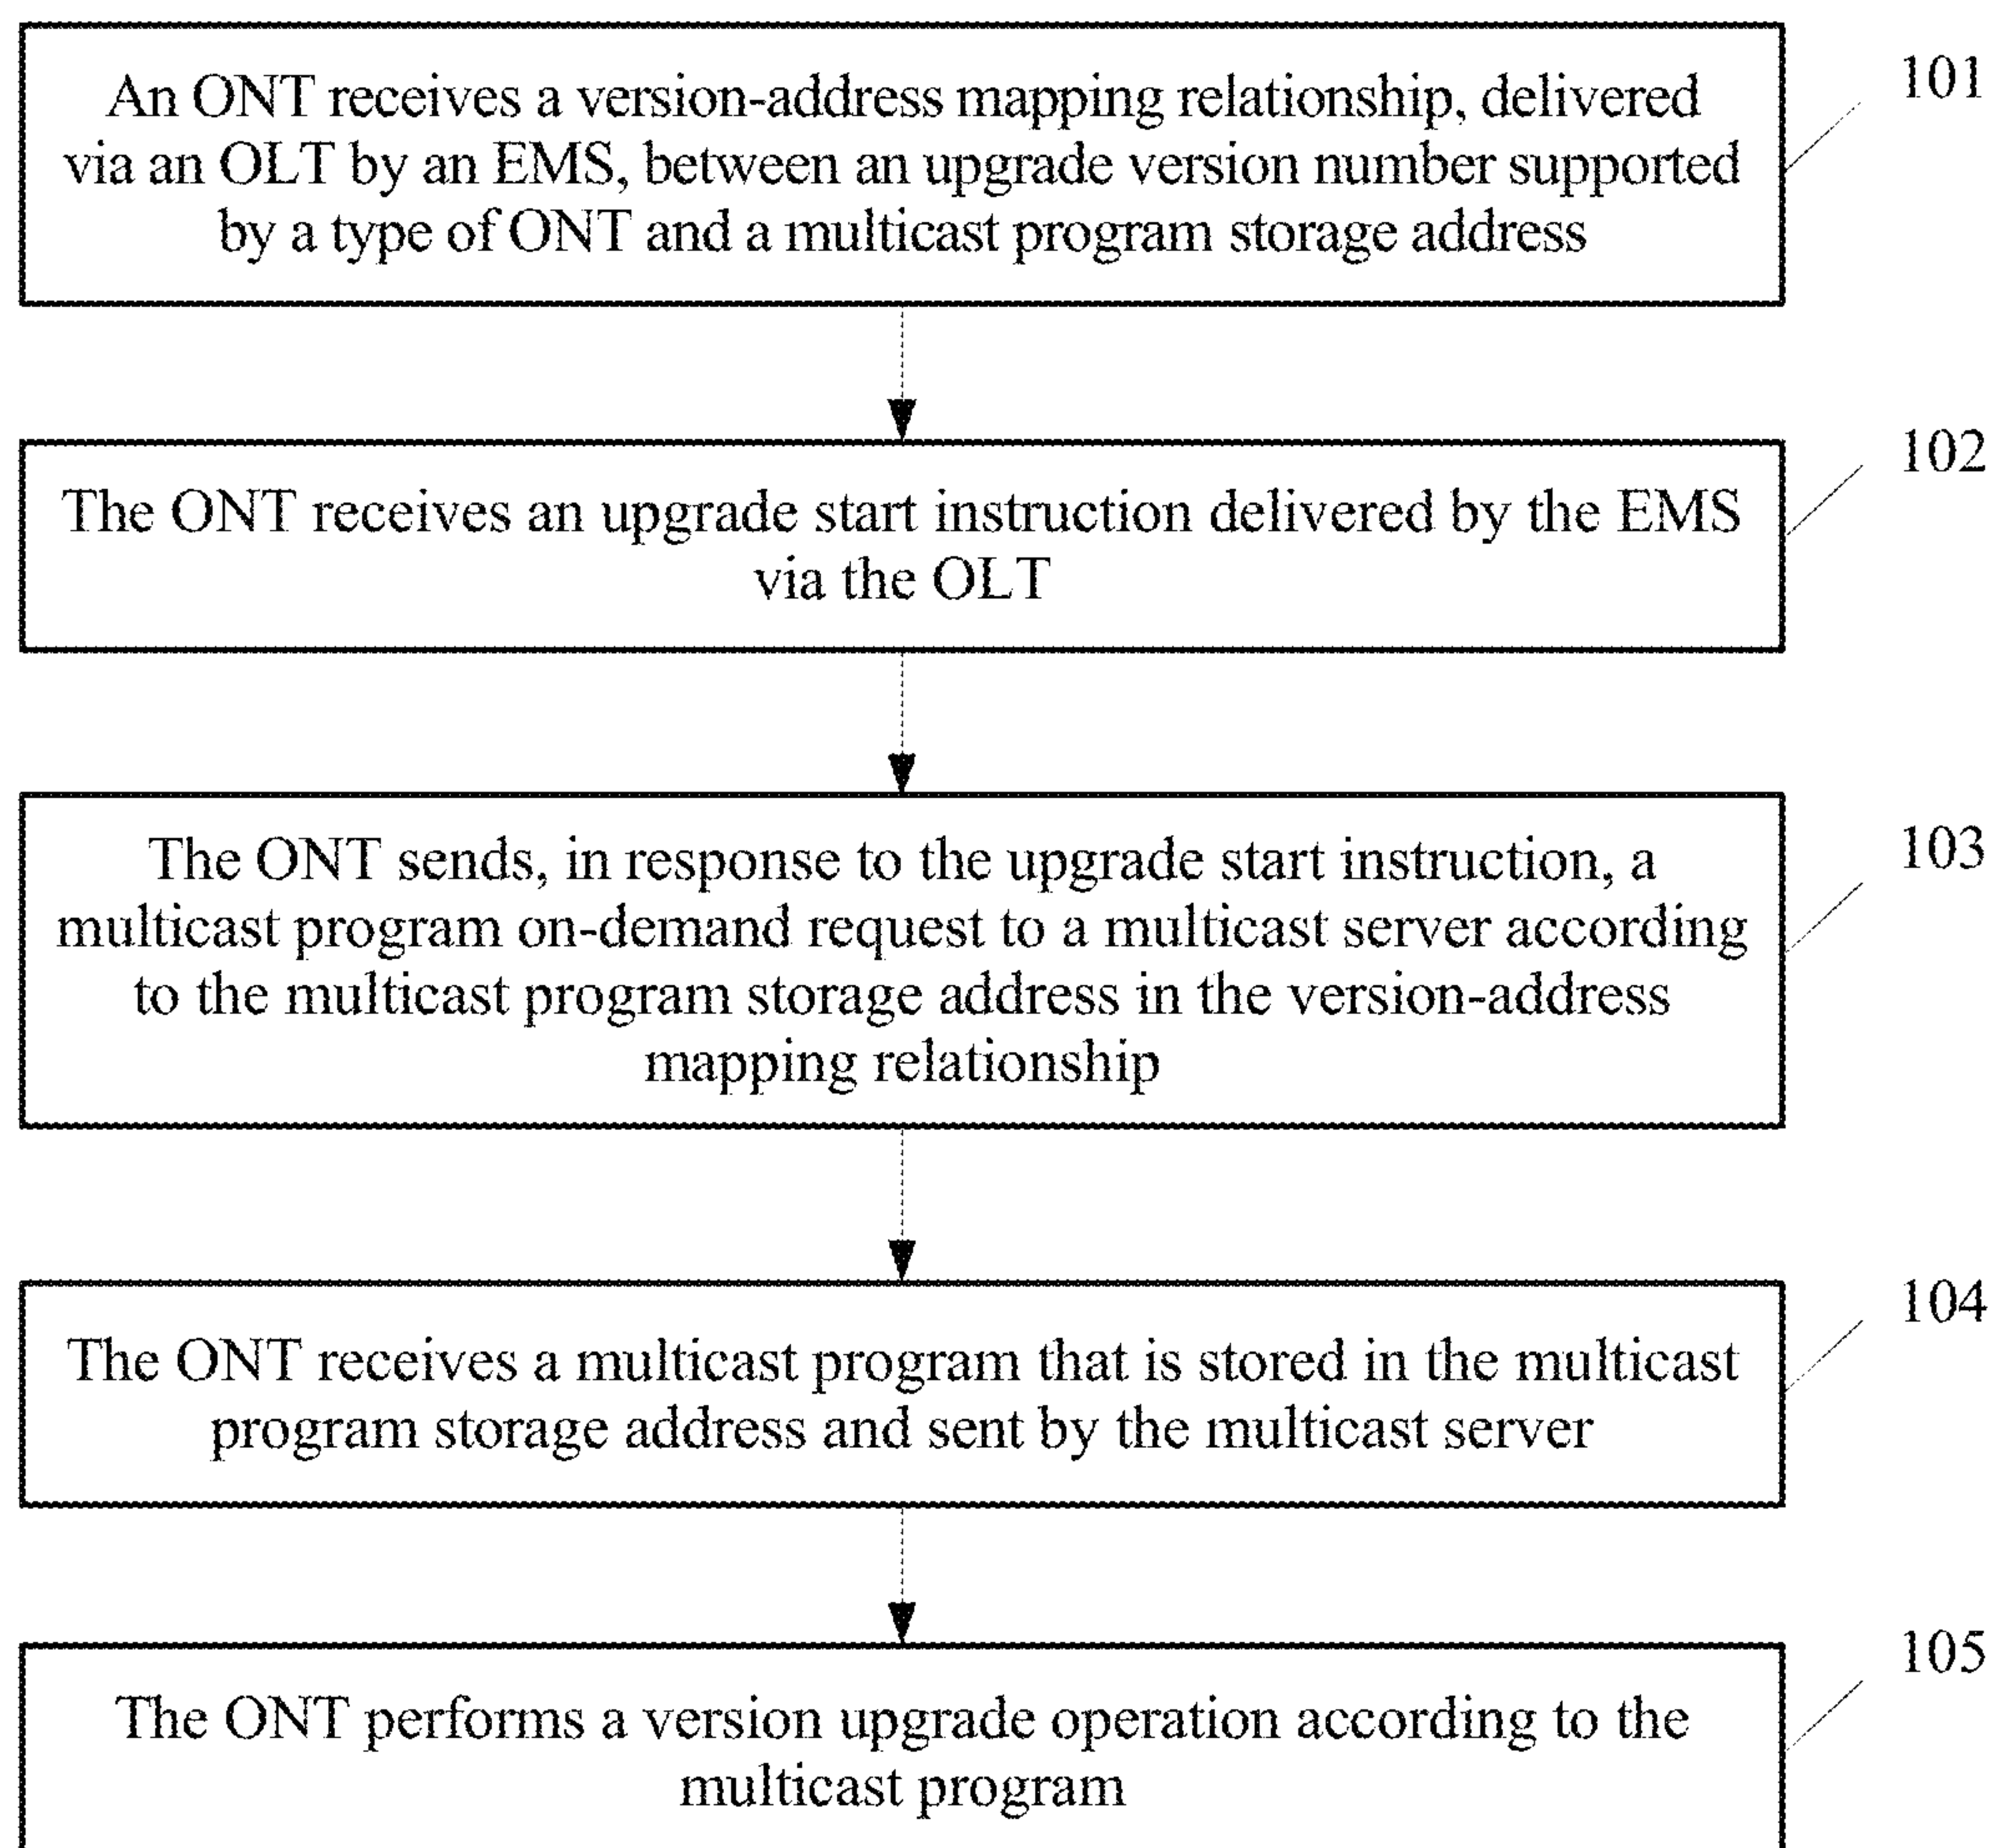 An ONT receives a version-address mapping relationship, delivered
via an OLT by an EMS, between an upgrade version number supported
by a type of ONT and a multicast program storage address
101
The ONT receives an upgrade start instruction delivered by the EMS
via the OLT
102
The ONT sends, in response to the upgrade start instruction, a
multicast program on-demand request to a multicast server according
to the multicast program storage address in the version-address
mapping relationship
103
The ONT receives a multicast program that is stored in the multicast
program storage address and sent by the multicast server
104
The ONT performs a version upgrade operation according to the
multicast program
105